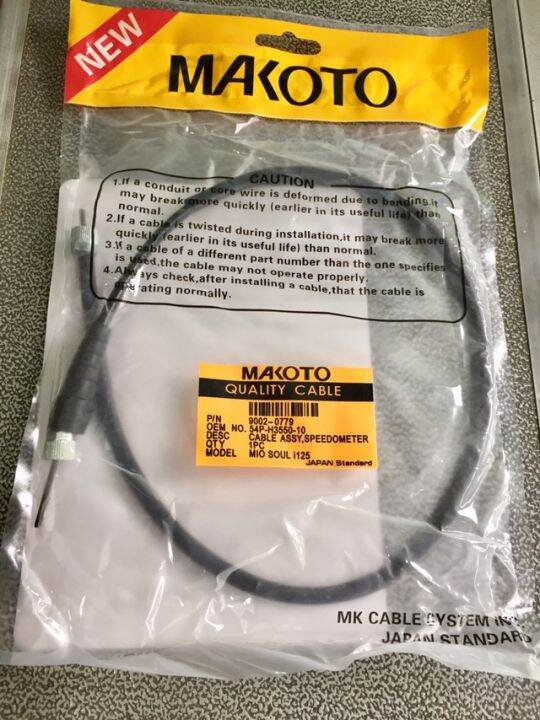 NEW
MAKOTO
CAUTION
1.If a conduit or core wire is deformed due to bending,it
may break more quickly (earlier in its useful life) than
normal.
2.If a cable is twisted during installation,it may break more
quickly (earlier in its useful life) than normal.
3.If a cable of a different part number than the one specifies
is used,the cable may not operate properly.
4.Always check,after installing a cable,that the cable is
operating normally.
MAKOTO
QUALITY CABLE
P/N 9002-0779
OEM NO. 54P-H3550-10
DESC CABLE ASSY,SPEEDOMETER
QTY 1PC
MODEL MIO SOUL i125
JAPAN Standard
MK CABLE SYSTEM
JAPAN STANDARD